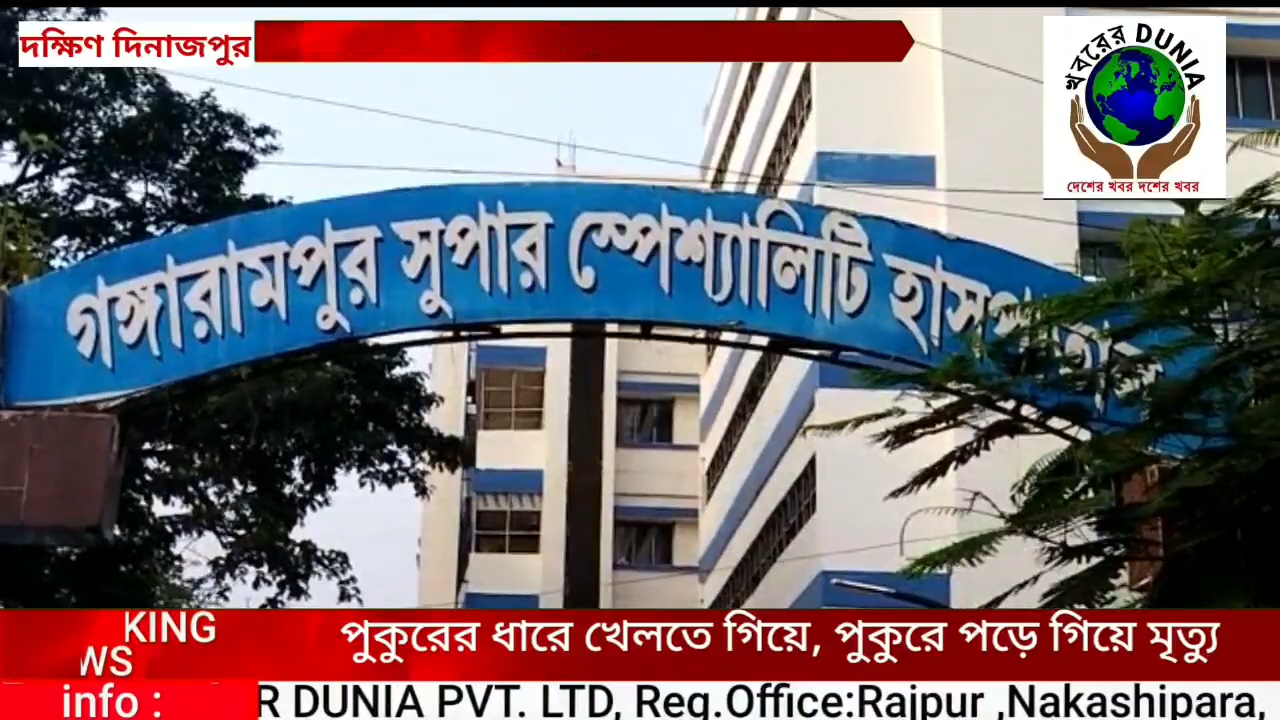 দক্ষিণ দিনাজপুর
খবরের DUNIA
দেশের খবর দশের খবর
গঙ্গারামপুর সুপার স্পেশ্যালিটি
KING
WS
পুকুরের ধারে খেলতে গিয়ে, পুকুরে পড়ে গিয়ে মৃত্যু
info :
R DUNIA PVT. LTD, Reg.Office:Rajpur ,Nakashipara,